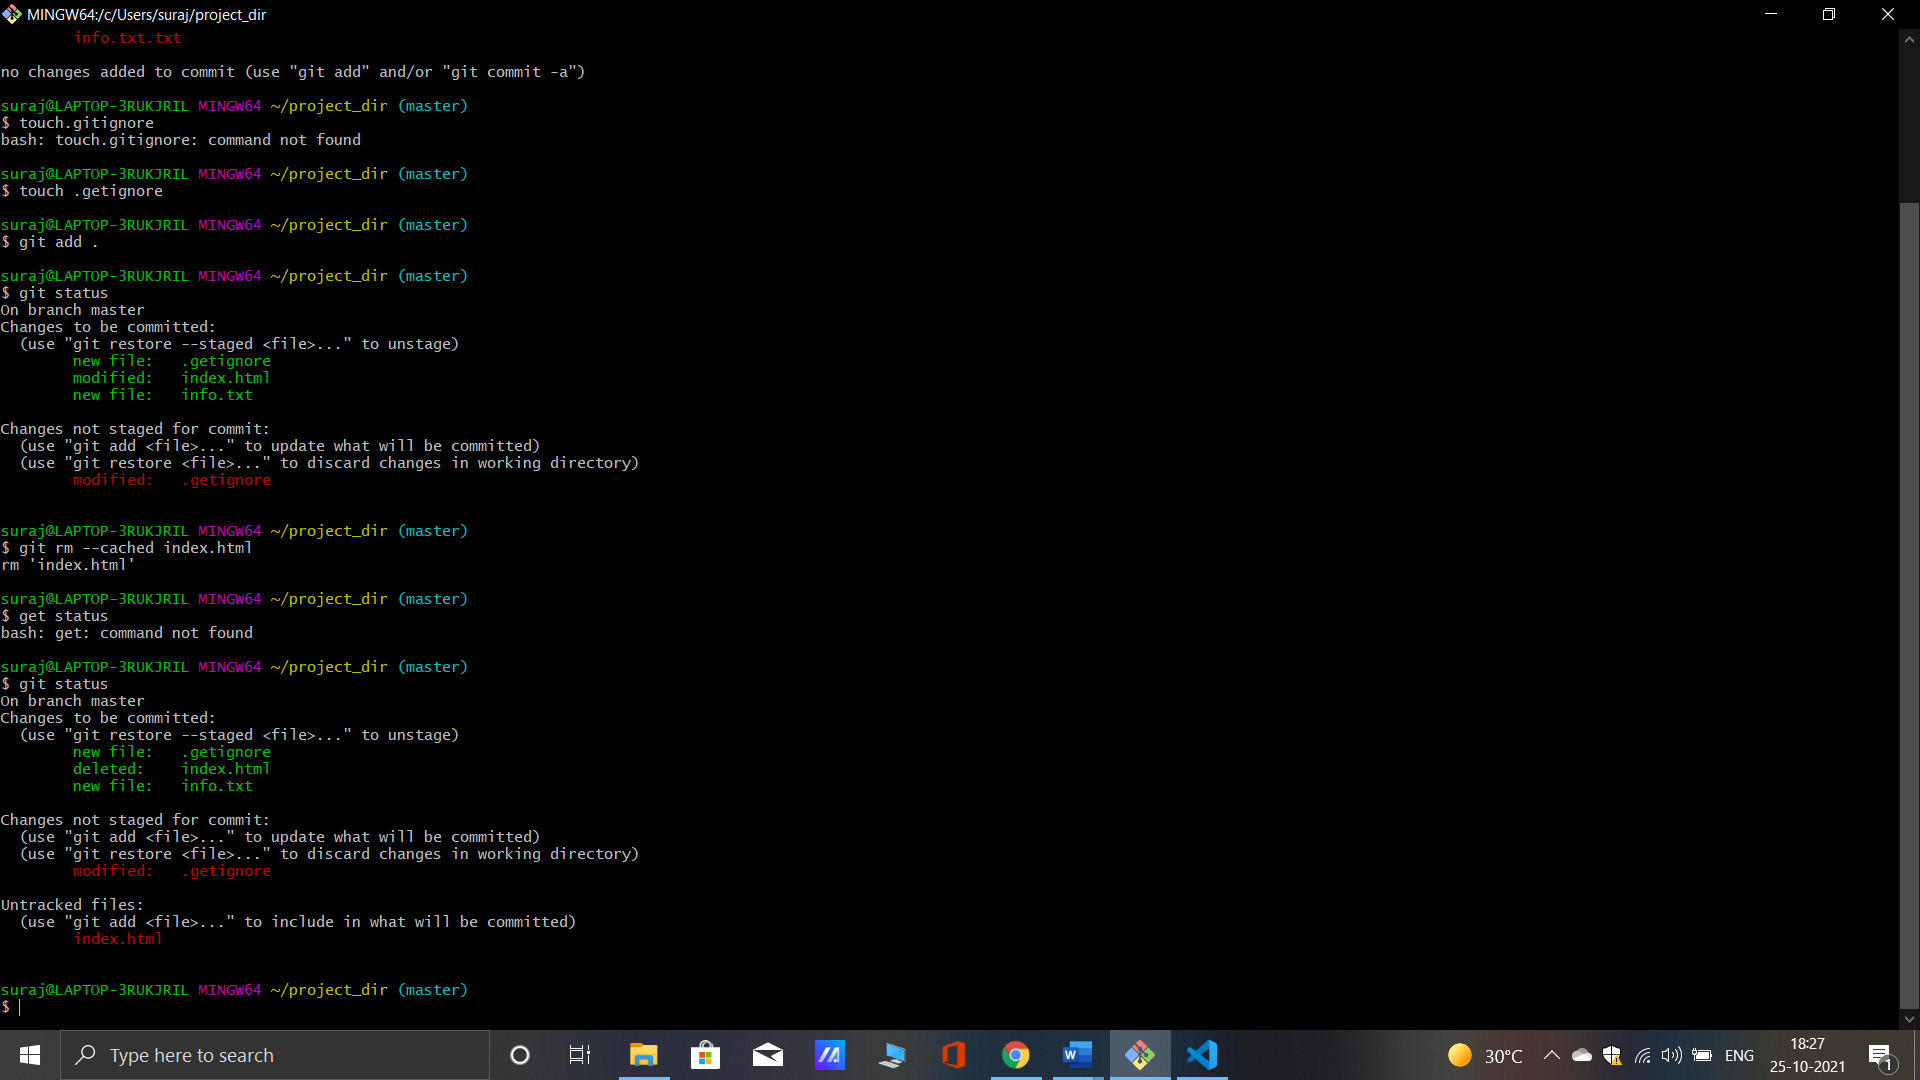 MINGW64:/c/Users/suraj/project_dir
        info.txt.txt
no changes added to commit (use "git add" and/or "git commit -a")
suraj@LAPTOP-3RUKJRIL MINGW64 ~/project_dir (master)
$ touch.gitignore
bash: touch.gitignore: command not found
suraj@LAPTOP-3RUKJRIL MINGW64 ~/project_dir (master)
$ touch .getignore
suraj@LAPTOP-3RUKJRIL MINGW64 ~/project_dir (master)
$ git add .
suraj@LAPTOP-3RUKJRIL MINGW64 ~/project_dir (master)
$ git status
On branch master
Changes to be committed:
  (use "git restore --staged <file>..." to unstage)
        new file:   .getignore
        modified:   index.html
        new file:   info.txt
Changes not staged for commit:
  (use "git add <file>..." to update what will be committed)
  (use "git restore <file>..." to discard changes in working directory)
        modified:   .getignore
suraj@LAPTOP-3RUKJRIL MINGW64 ~/project_dir (master)
$ git rm --cached index.html
rm 'index.html'
suraj@LAPTOP-3RUKJRIL MINGW64 ~/project_dir (master)
$ get status
bash: get: command not found
suraj@LAPTOP-3RUKJRIL MINGW64 ~/project_dir (master)
$ git status
On branch master
Changes to be committed:
  (use "git restore --staged <file>..." to unstage)
        new file:   .getignore
        deleted:    index.html
        new file:   info.txt
Changes not staged for commit:
  (use "git add <file>..." to update what will be committed)
  (use "git restore <file>..." to discard changes in working directory)
        modified:   .getignore
Untracked files:
  (use "git add <file>..." to include in what will be committed)
        index.html
suraj@LAPTOP-3RUKJRIL MINGW64 ~/project_dir (master)
$
Type here to search
30°C
ENG
18:27
25-10-2021
1